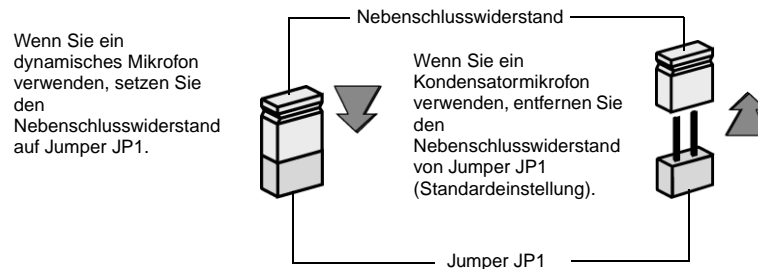 Nebenschlusswiderstand
Wenn Sie ein
dynamisches Mikrofon
verwenden, setzen Sie
den
Nebenschlusswiderstand
auf Jumper JP1.
Wenn Sie ein
Kondensatormikrofon
verwenden, entfernen Sie
den
Nebenschlusswiderstand
von Jumper JP1
(Standardeinstellung).
Jumper JP1